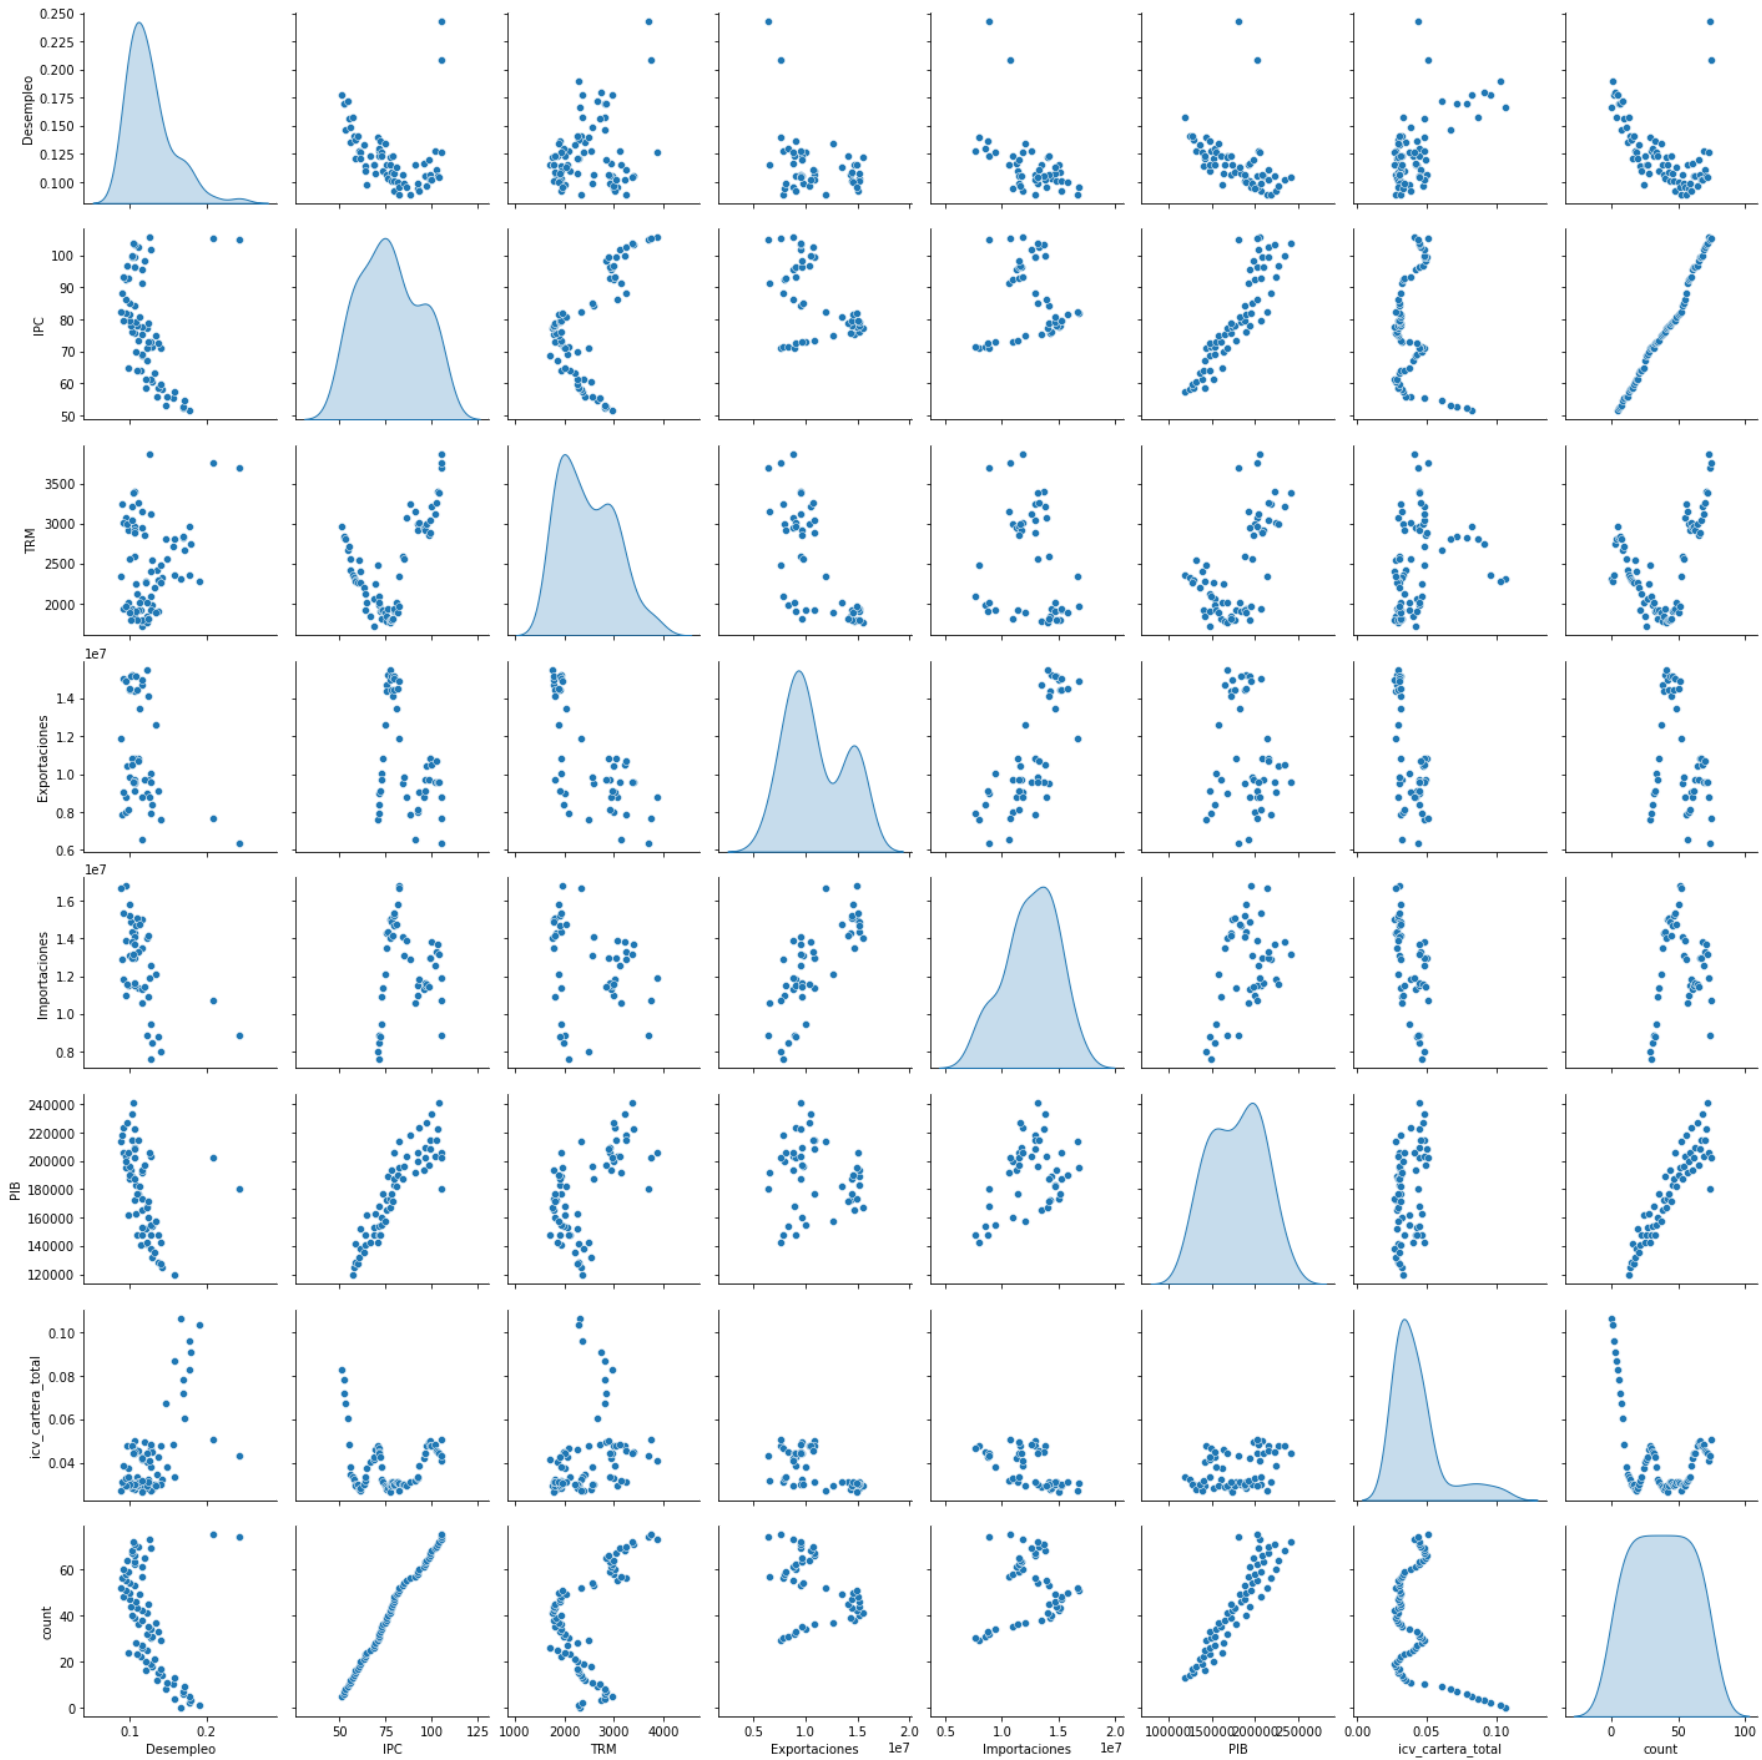 0.250
0.225
0.200
0.175
0.150
0.125
0.100
Desempleo
100
90
80
70
60
50
IPC
3500
3000
2500
2000
TRM
1e7
1.4
1.2
1.0
0.8
0.6
Exportaciones
1e7
1.6
1.4
1.2
1.0
0.8
Importaciones
240000
220000
200000
180000
160000
140000
120000
PIB
0.10
0.08
0.06
0.04
icv_cartera_total
60
40
20
0
count
0.1 0.2
Desempleo
50 75 100 125
IPC
1000 2000 3000 4000
TRM
0.5 1.0 1.5 2.0
Exportaciones 1e7
0.5 1.0 1.5 2.0
Importaciones 1e7
100000 150000 200000 250000
PIB
0.00 0.05 0.10
icv_cartera_total
0 50 100
count